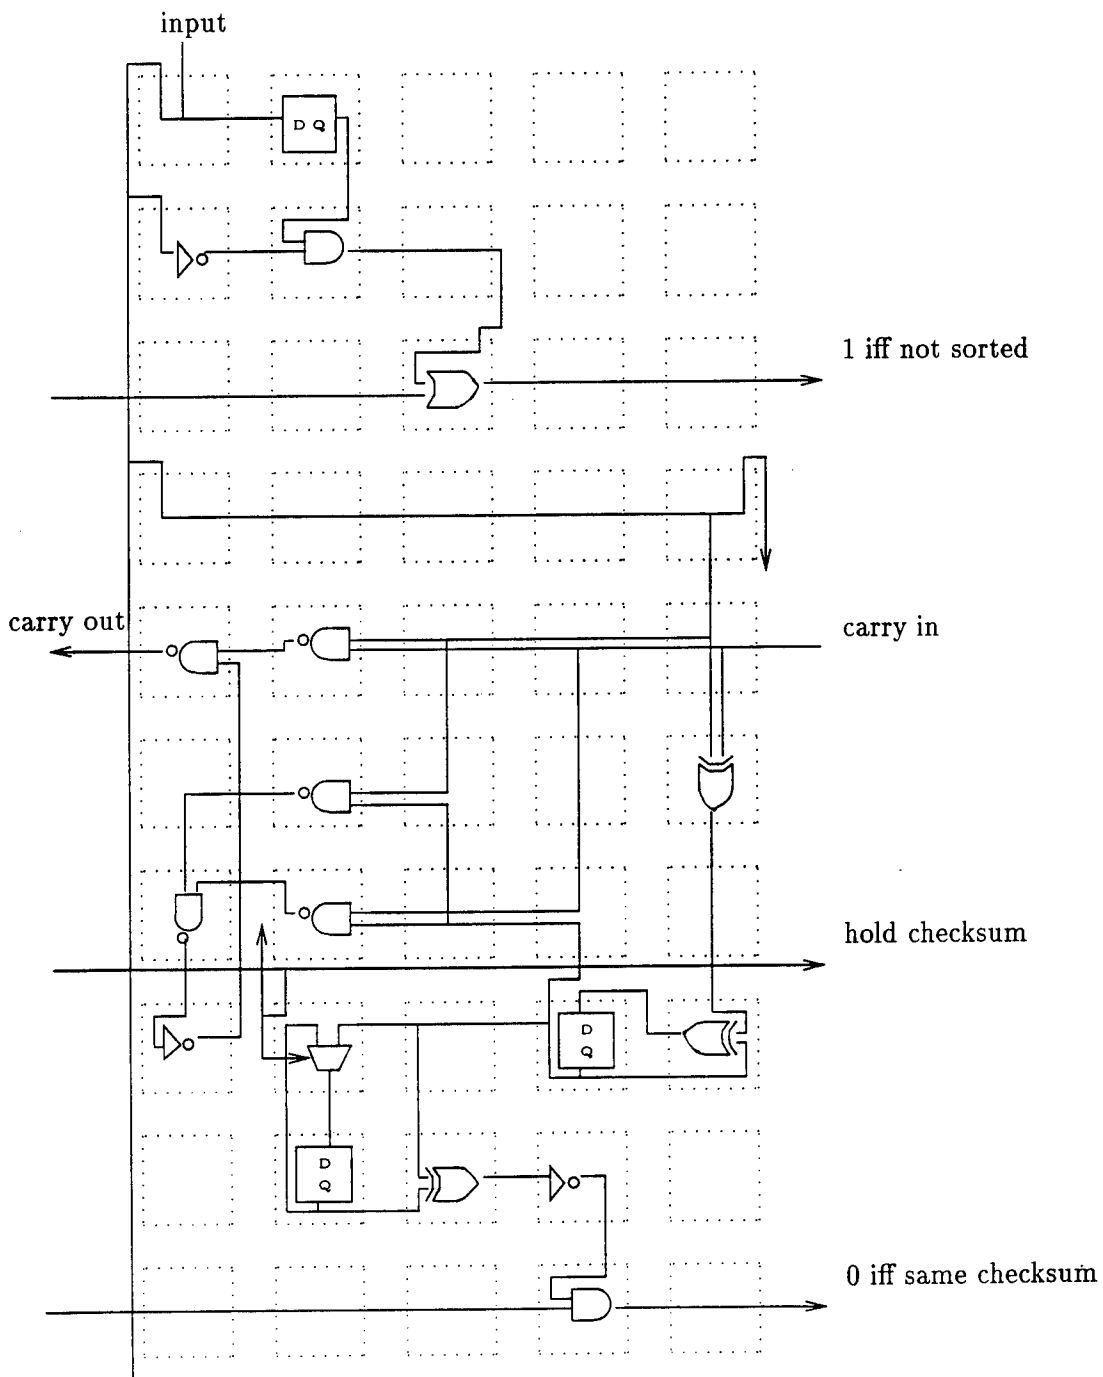 input
D Q
1 iff not sorted
carry out
carry in
hold checksum
D
Q
D
Q
0 iff same checksum